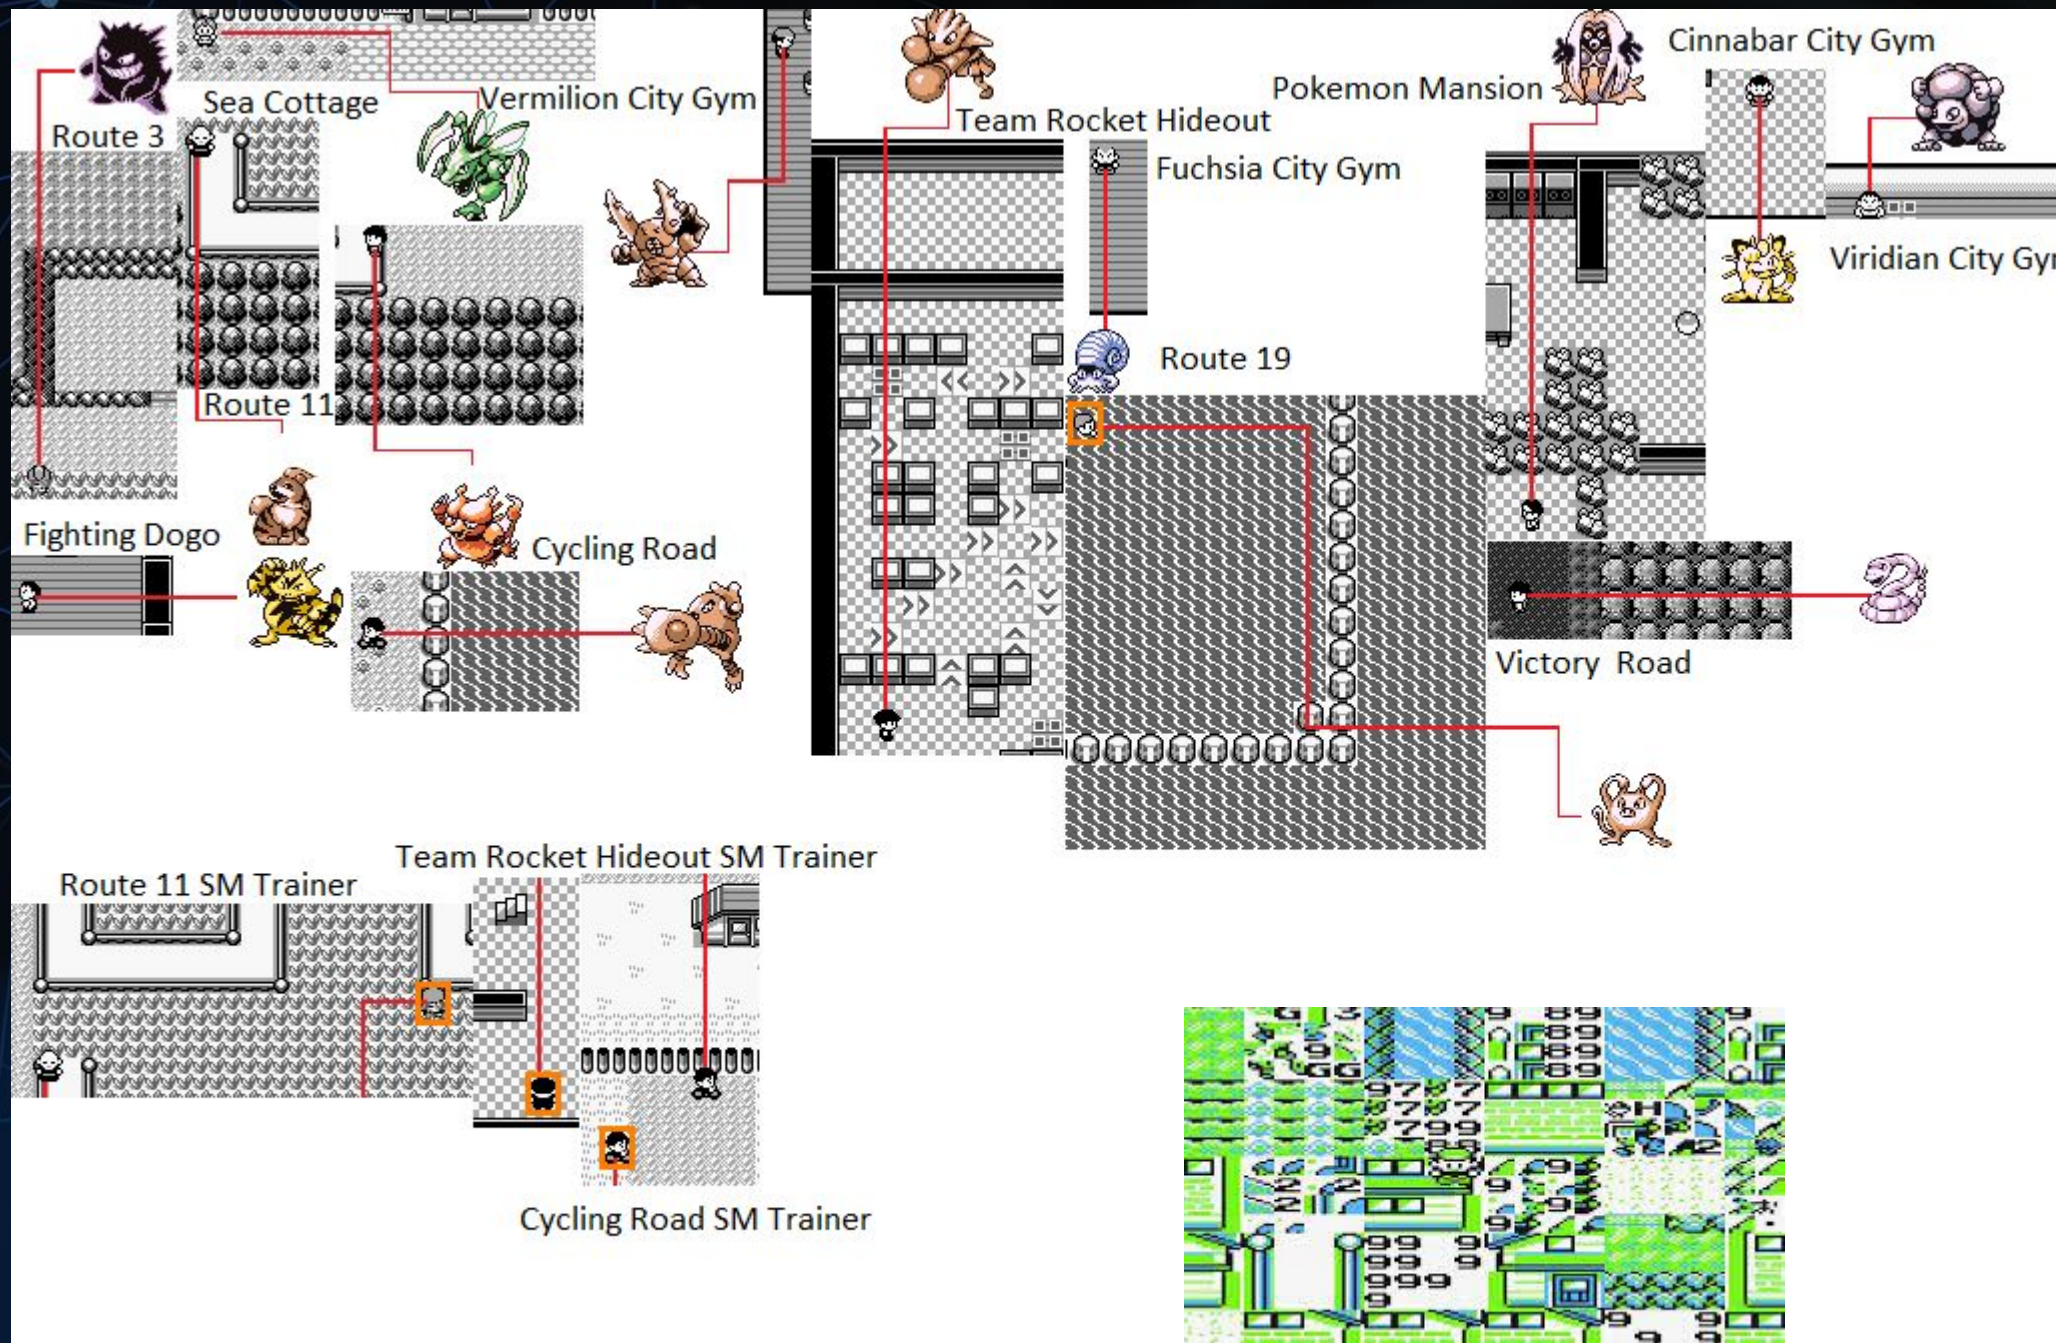 Cinnabar City Gym
Pokemon Mansion
Sea Cottage
Vermilion City Gym
Team Rocket Hideout
Route 3
Fuchsia City Gym
Viridian City Gy
Route 19
Route 11
Fighting Dogo
Cycling Road
Victory Road
Team Rocket Hideout SM Trainer
Route 11 SM Trainer
Cycling Road SM Trainer